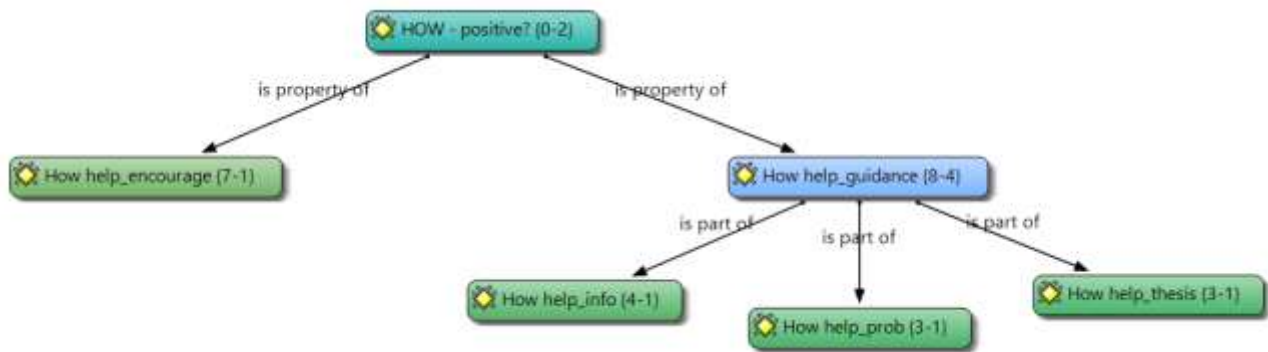 HOW - positive? {0-2}
is property of
is property of
How help_encourage {7-1}
How help_guidance {8-4}
is part of
is part of
is part of
How help_info {4-1}
How help_prob {3-1}
How help_thesis {3-1}